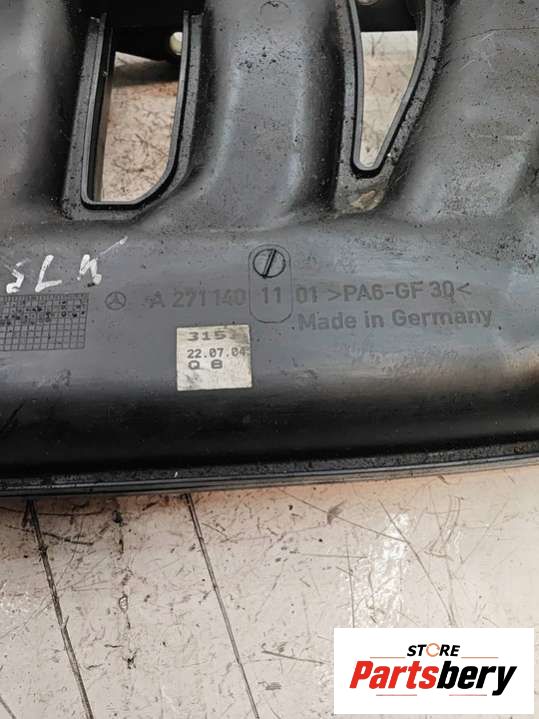 SLK
A 271 140 11 01 >PA6-GF 30<
Made in Germany
22.07.04
Q 8
STORE
Partsbery